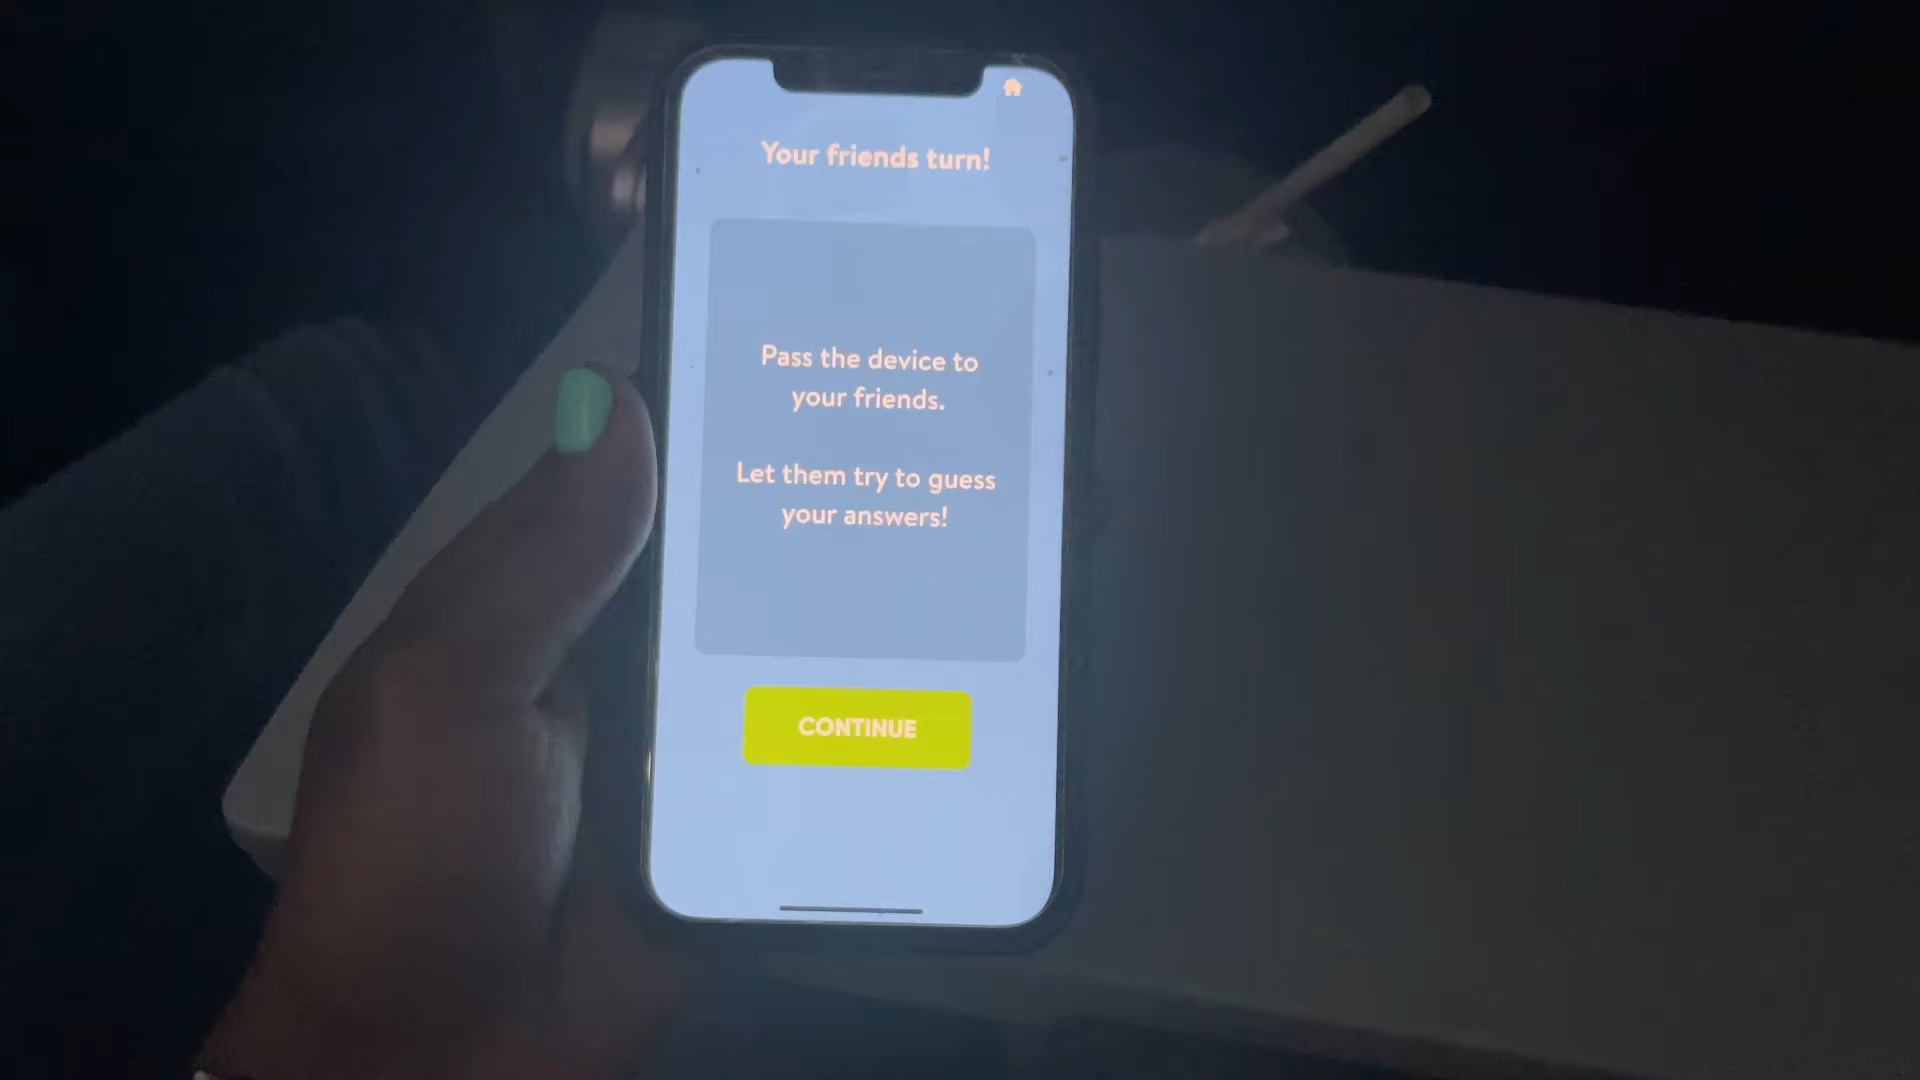 Your friends turn!
Pass the device to
your friends.
Let them try to guess
your answers!
CONTINUE